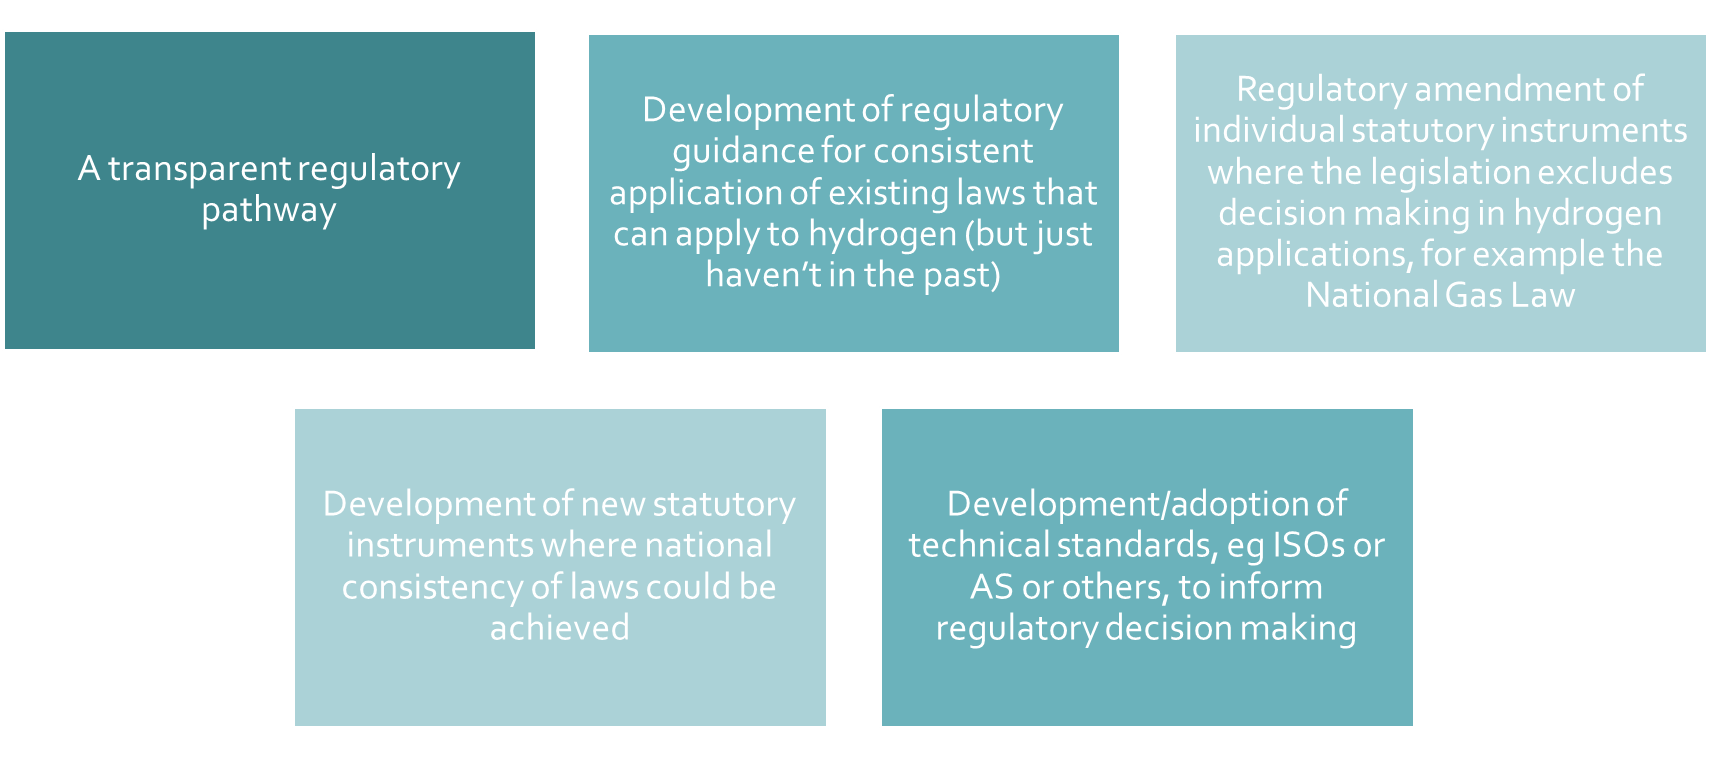 A transparent regulatory
pathway
Development of regulatory
guidance for consistent
application of existing laws that
can apply to hydrogen (but just
haven’t in the past)
Regulatory amendment of
individual statutory instruments
where the legislation excludes
decision making in hydrogen
applications, for example the
National Gas Law
Development of new statutory
instruments where national
consistency of laws could be
achieved
Development/adoption of
technical standards, eg ISOs or
AS or others, to inform
regulatory decision making